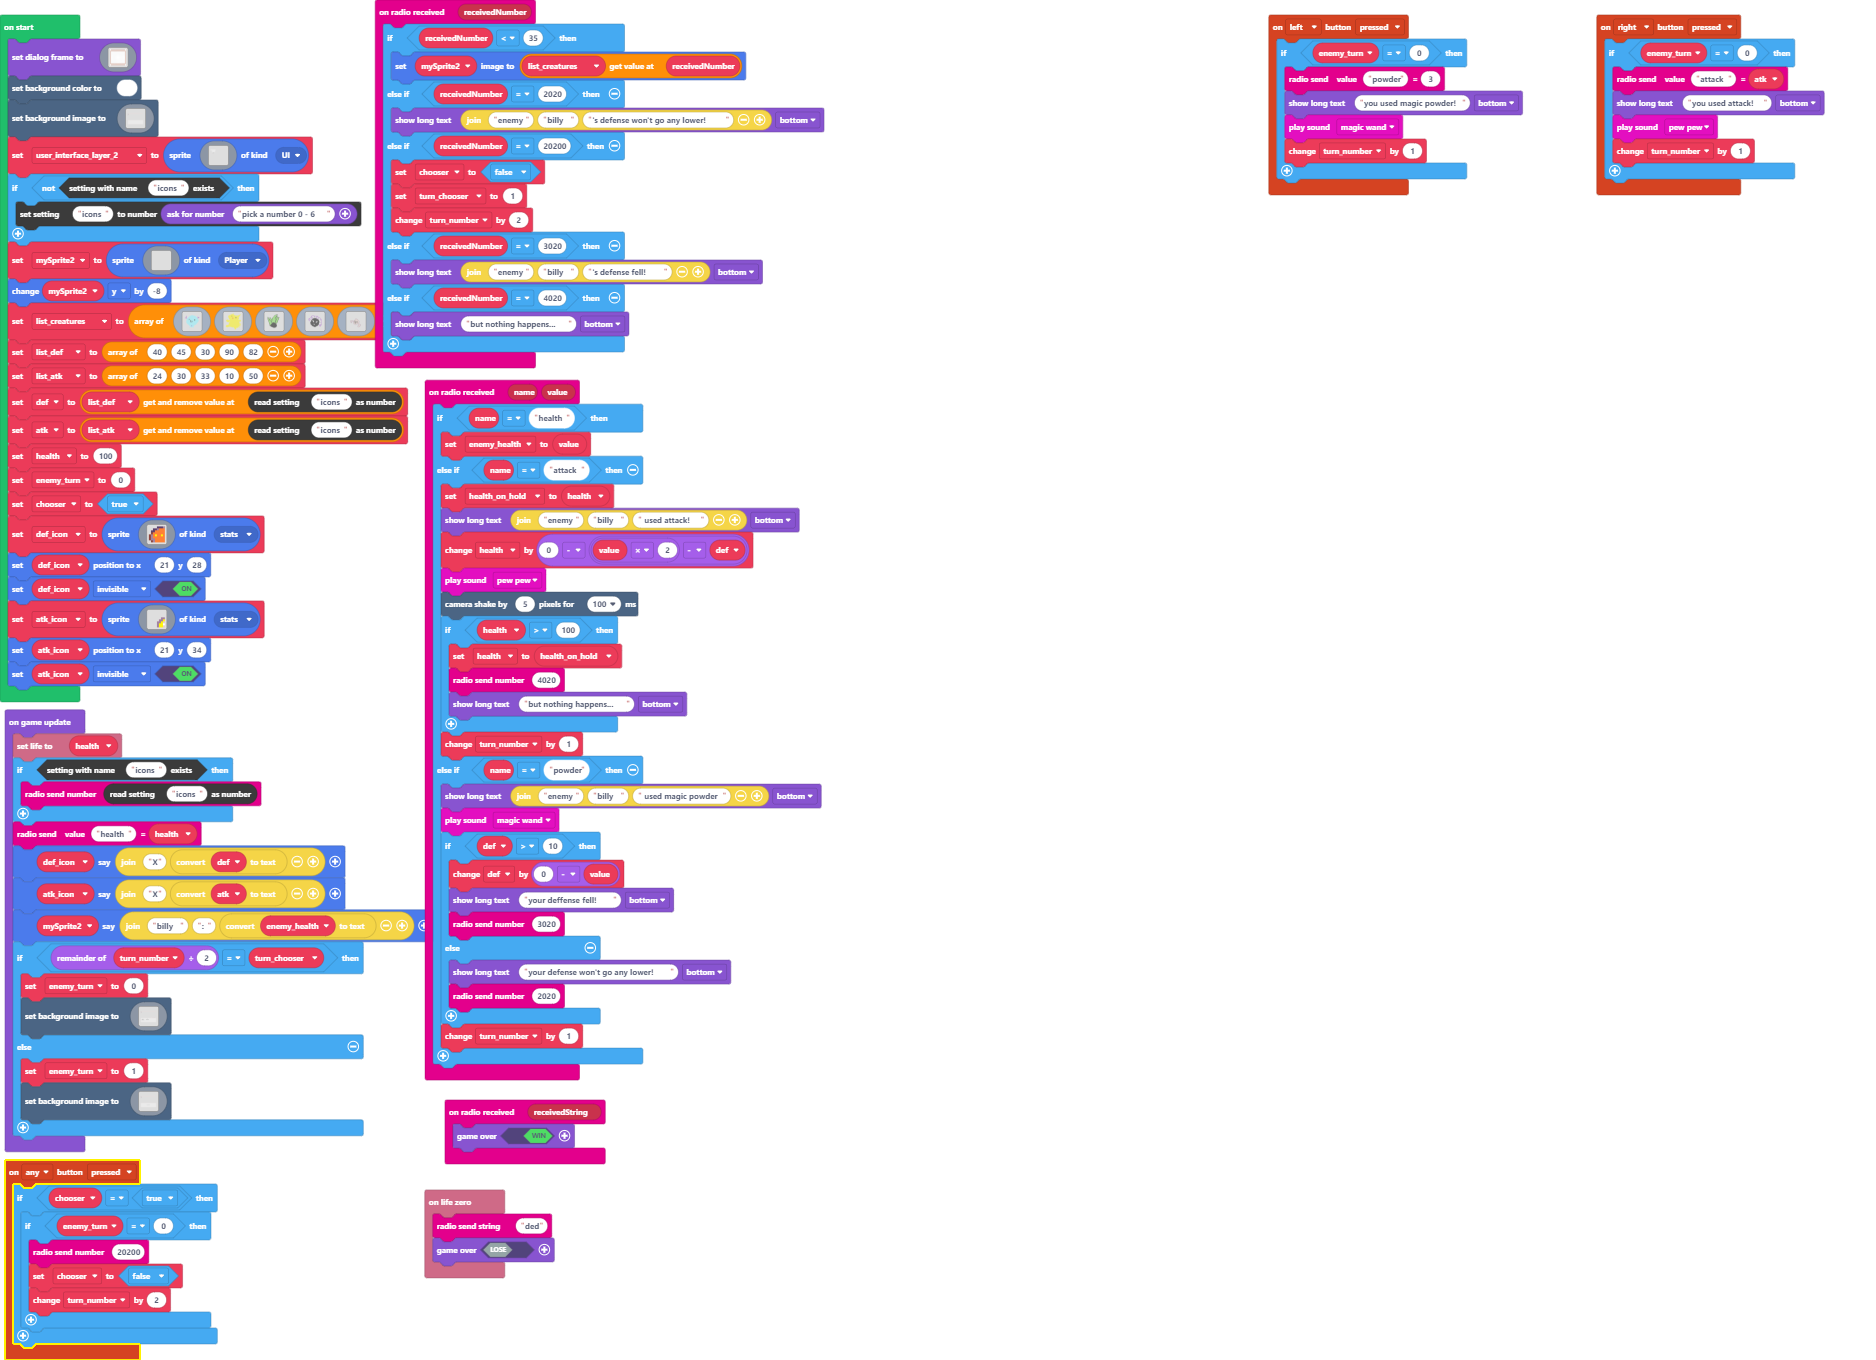 on start
set dialog frame to
set background color to
set background image to
set user_interface_layer_2 to sprite of kind UI
if not setting with name "icons" exists then
set setting "icons" to number ask for number "pick a number 0 - 6"
set mySprite2 to sprite of kind Player
change mySprite2 y by -8
set list_creatures to array of
set list_def to array of 40 45 30 90 82
set list_atk to array of 24 30 33 10 50
set def to list_def get and remove value at read setting "icons" as number
set atk to list_atk get and remove value at read setting "icons" as number
set health to 100
set enemy_turn to 0
set chooser to true
set def_icon to sprite of kind stats
set def_icon position to x 21 y 28
set def_icon invisible ON
set atk_icon to sprite of kind stats
set atk_icon position to x 21 y 34
set atk_icon invisible ON
on game update
set life to health
if setting with name "icons" exists then
radio send number read setting "icons" as number
radio send value "health" = health
def_icon say join "X" convert def to text
atk_icon say join "X" convert atk to text
mySprite2 say join "billy" ":" convert enemy_health to text
if remainder of turn_number ÷ 2 = turn_chooser then
set enemy_turn to 0
set background image to
else
set enemy_turn to 1
set background image to
on any button pressed
if chooser = true then
if enemy_turn = 0 then
radio send number 20200
set chooser to false
change turn_number by 2
on radio received receivedNumber
if receivedNumber < 35 then
set mySprite2 image to list_creatures get value at receivedNumber
else if receivedNumber = 2020 then
show long text join "enemy" "billy" "'s defense won't go any lower!" bottom
else if receivedNumber = 20200 then
set chooser to false
set turn_chooser to 1
change turn_number by 2
else if receivedNumber = 3020 then
show long text join "enemy" "billy" "'s defense fell!" bottom
else if receivedNumber = 4020 then
show long text "but nothing happens..." bottom
on radio received name value
if name = "health" then
set enemy_health to value
else if name = "attack" then
set health_on_hold to health
show long text join "enemy" "billy" "used attack!" bottom
change health by 0 - value x 2 - def
play sound pew pew
camera shake by 5 pixels for 100 ms
if health > 100 then
set health to health_on_hold
radio send number 4020
show long text "but nothing happens..." bottom
change turn_number by 1
else if name = "powder" then
show long text join "enemy" "billy" "used magic powder" bottom
play sound magic wand
if def > 10 then
change def by 0 - value
show long text "your deffense fell!" bottom
radio send number 3020
else
show long text "your defense won't go any lower!" bottom
radio send number 2020
change turn_number by 1
on radio received receivedString
game over WIN
on life zero
radio send string "ded"
game over LOSE
on left button pressed
if enemy_turn = 0 then
radio send value "powder" = 3
show long text "you used magic powder!" bottom
play sound magic wand
change turn_number by 1
on right button pressed
if enemy_turn = 0 then
radio send value "attack" = atk
show long text "you used attack!" bottom
play sound pew pew
change turn_number by 1